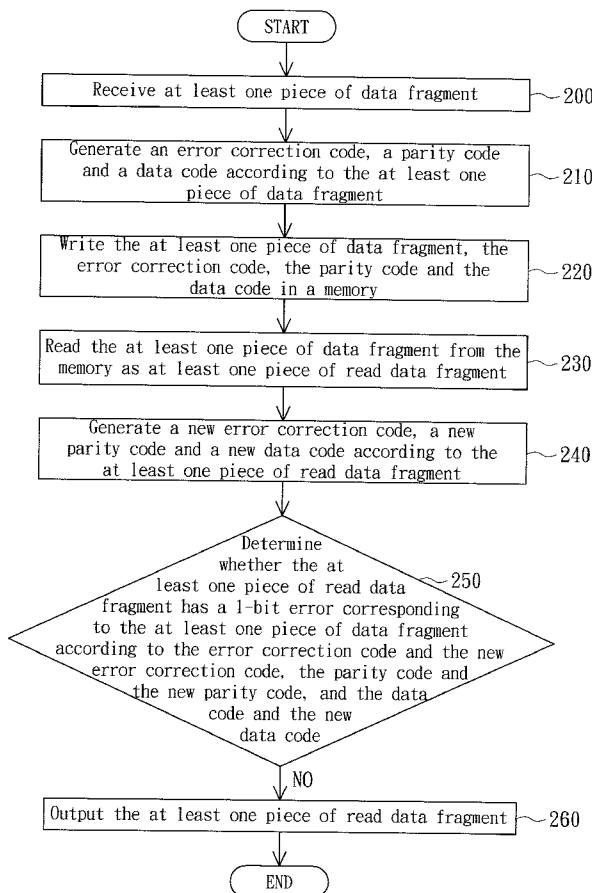 START
Receive at least one piece of data fragment
200
Generate an error correction code, a parity code
and a data code according to the at least one
piece of data fragment
210
Write the at least one piece of data fragment, the
error correction code, the parity code and the
data code in a memory
220
Read the at least one piece of data fragment from the
memory as at least one piece of read data fragment
230
Generate a new error correction code, a new
parity code and a new data code according to the
at least one piece of read data fragment
240
Determine
whether the at
least one piece of read data
fragment has a 1-bit error corresponding
to the at least one piece of data fragment
according to the error correction code and the new
error correction code, the parity code and
the new parity code, and the data
code and the new
data code
250
NO
Output the at least one piece of read data fragment
260
END